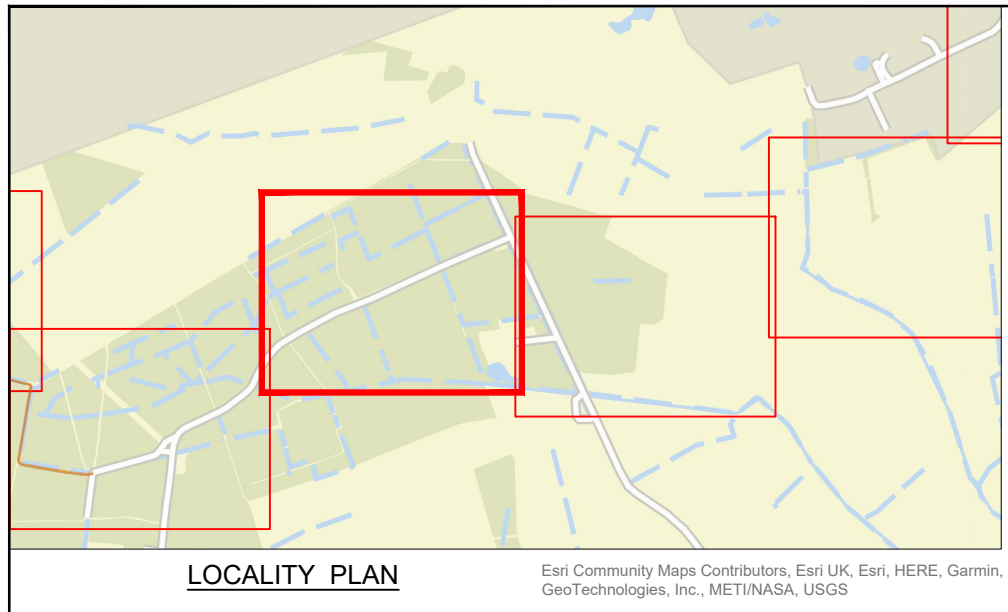 LOCALITY PLAN
Esri Community Maps Contributors, Esri UK, Esri, HERE, Garmin,
GeoTechnologies, Inc., METI/NASA, USGS